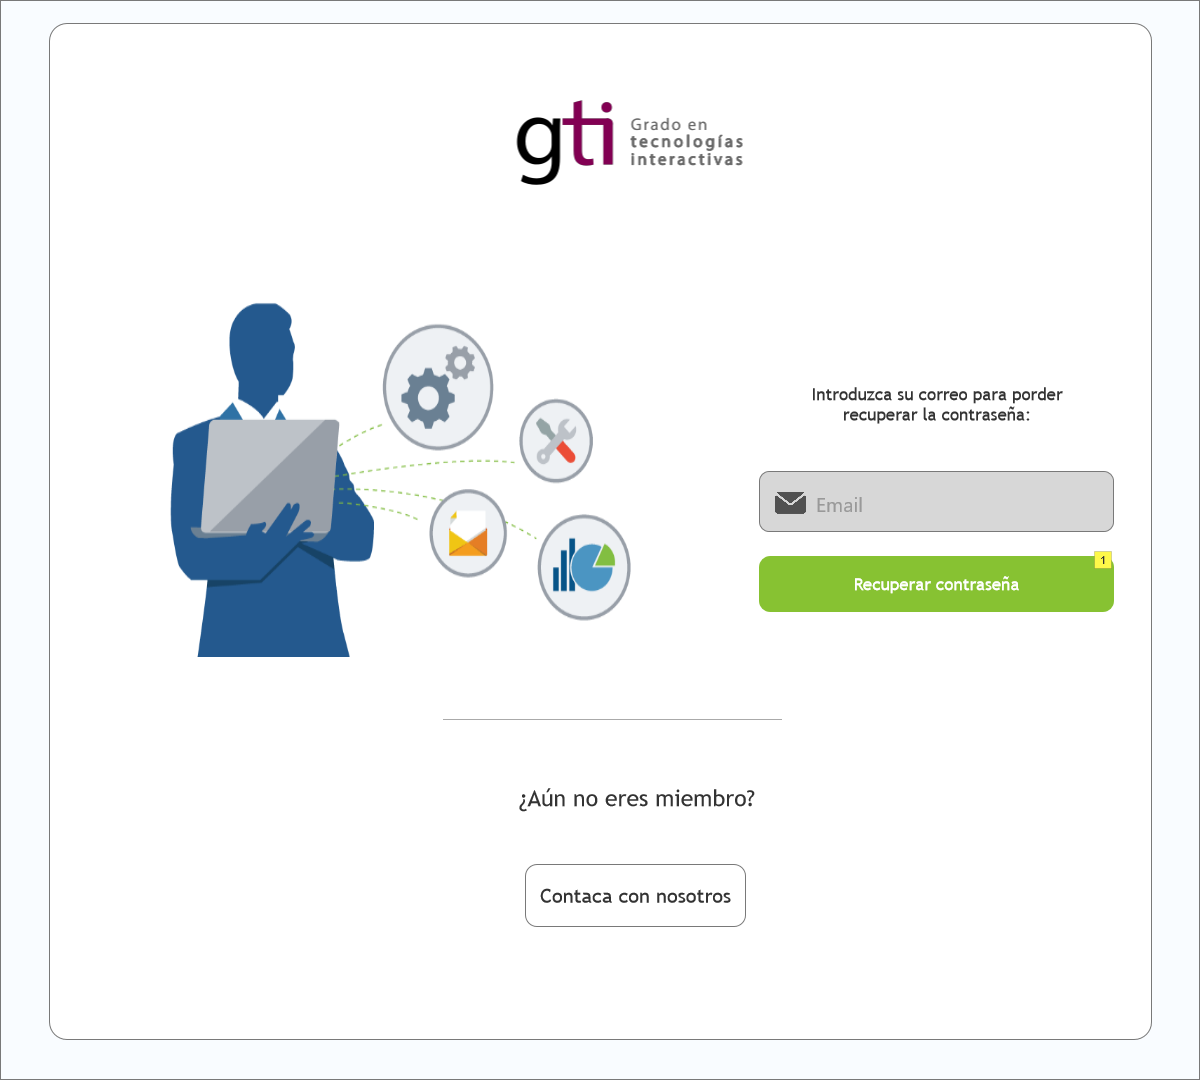 gti
Grado en
tecnologías
interactivas
Introduzca su correo para porder
recuperar la contraseña:
Email
1
Recuperar contraseña
¿Aún no eres miembro?
Contaca con nosotros